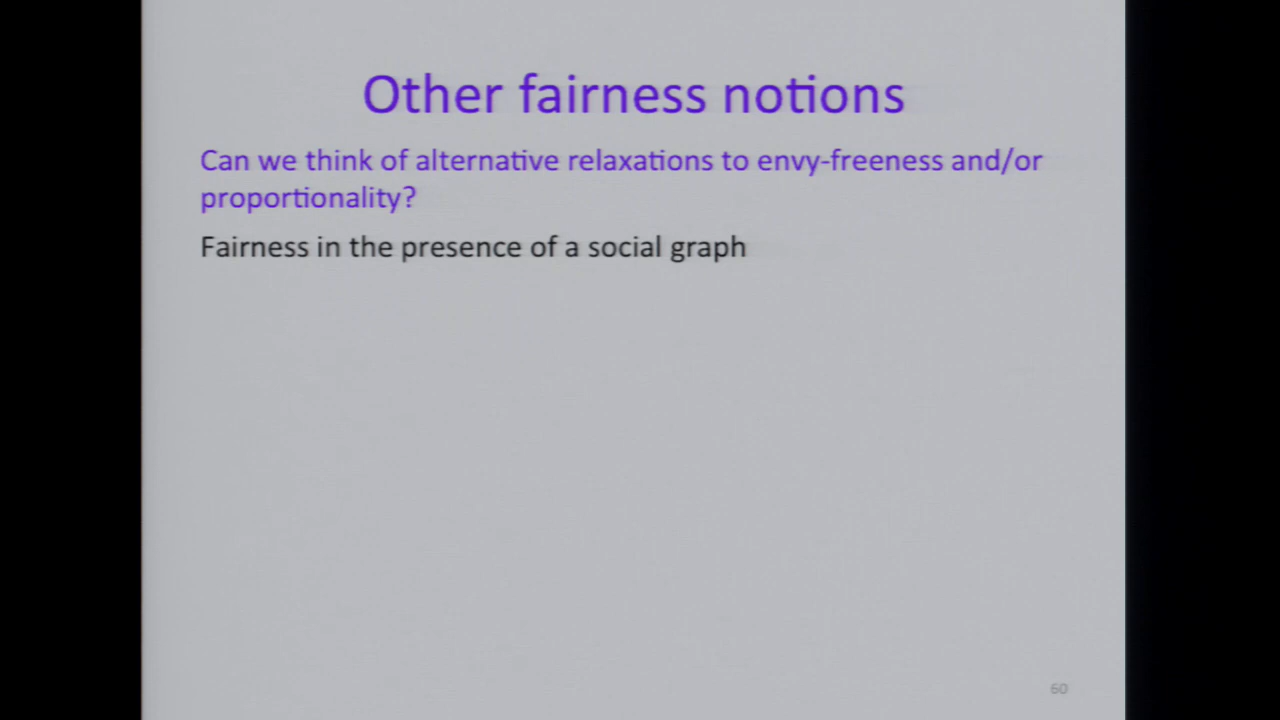 Other fairness notions
Can we think of alternative relaxations to envy-freeness and/or
proportionality?
Fairness in the presence of a social graph
60